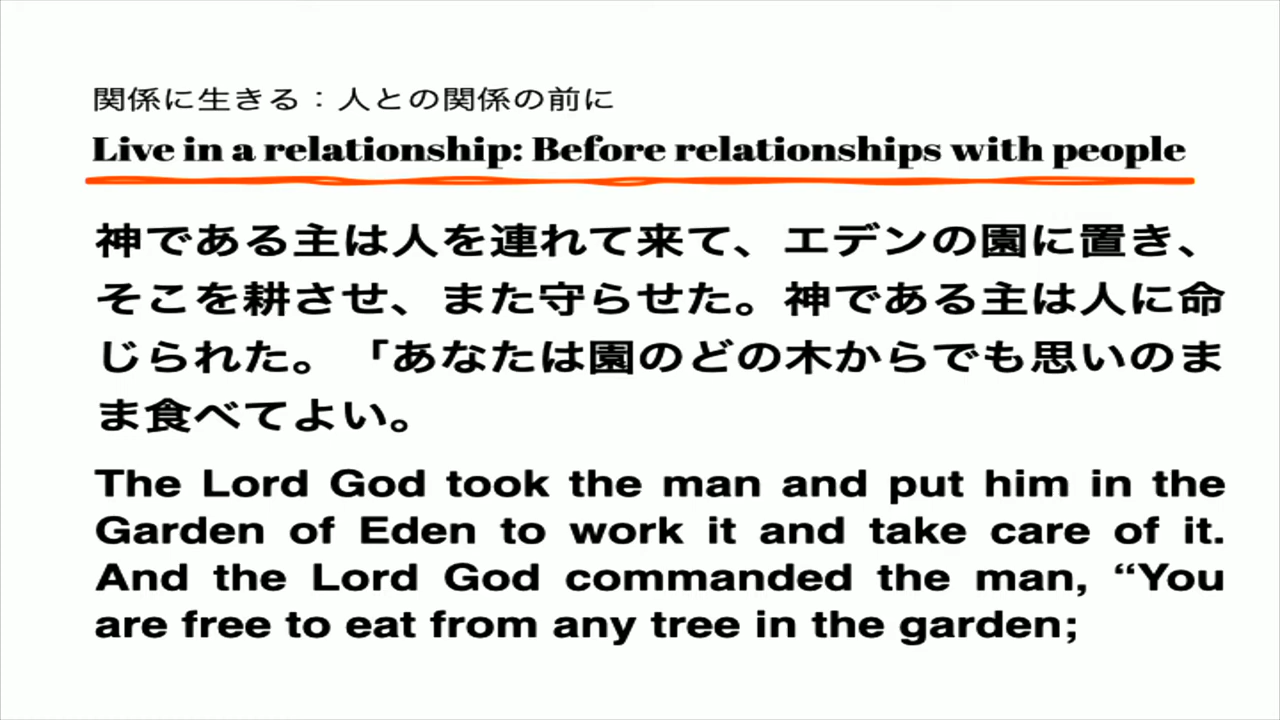 関係に生きる：人との関係の前に
Live in a relationship: Before relationships with people
神である主は人を連れて来て、エデンの園に置き、
そこを耕させ、また守らせた。神である主は人に命
じられた。「あなたは園のどの木からでも思いのま
ま食べてよい。
The Lord God took the man and put him in the
Garden of Eden to work it and take care of it.
And the Lord God commanded the man, “You
are free to eat from any tree in the garden;